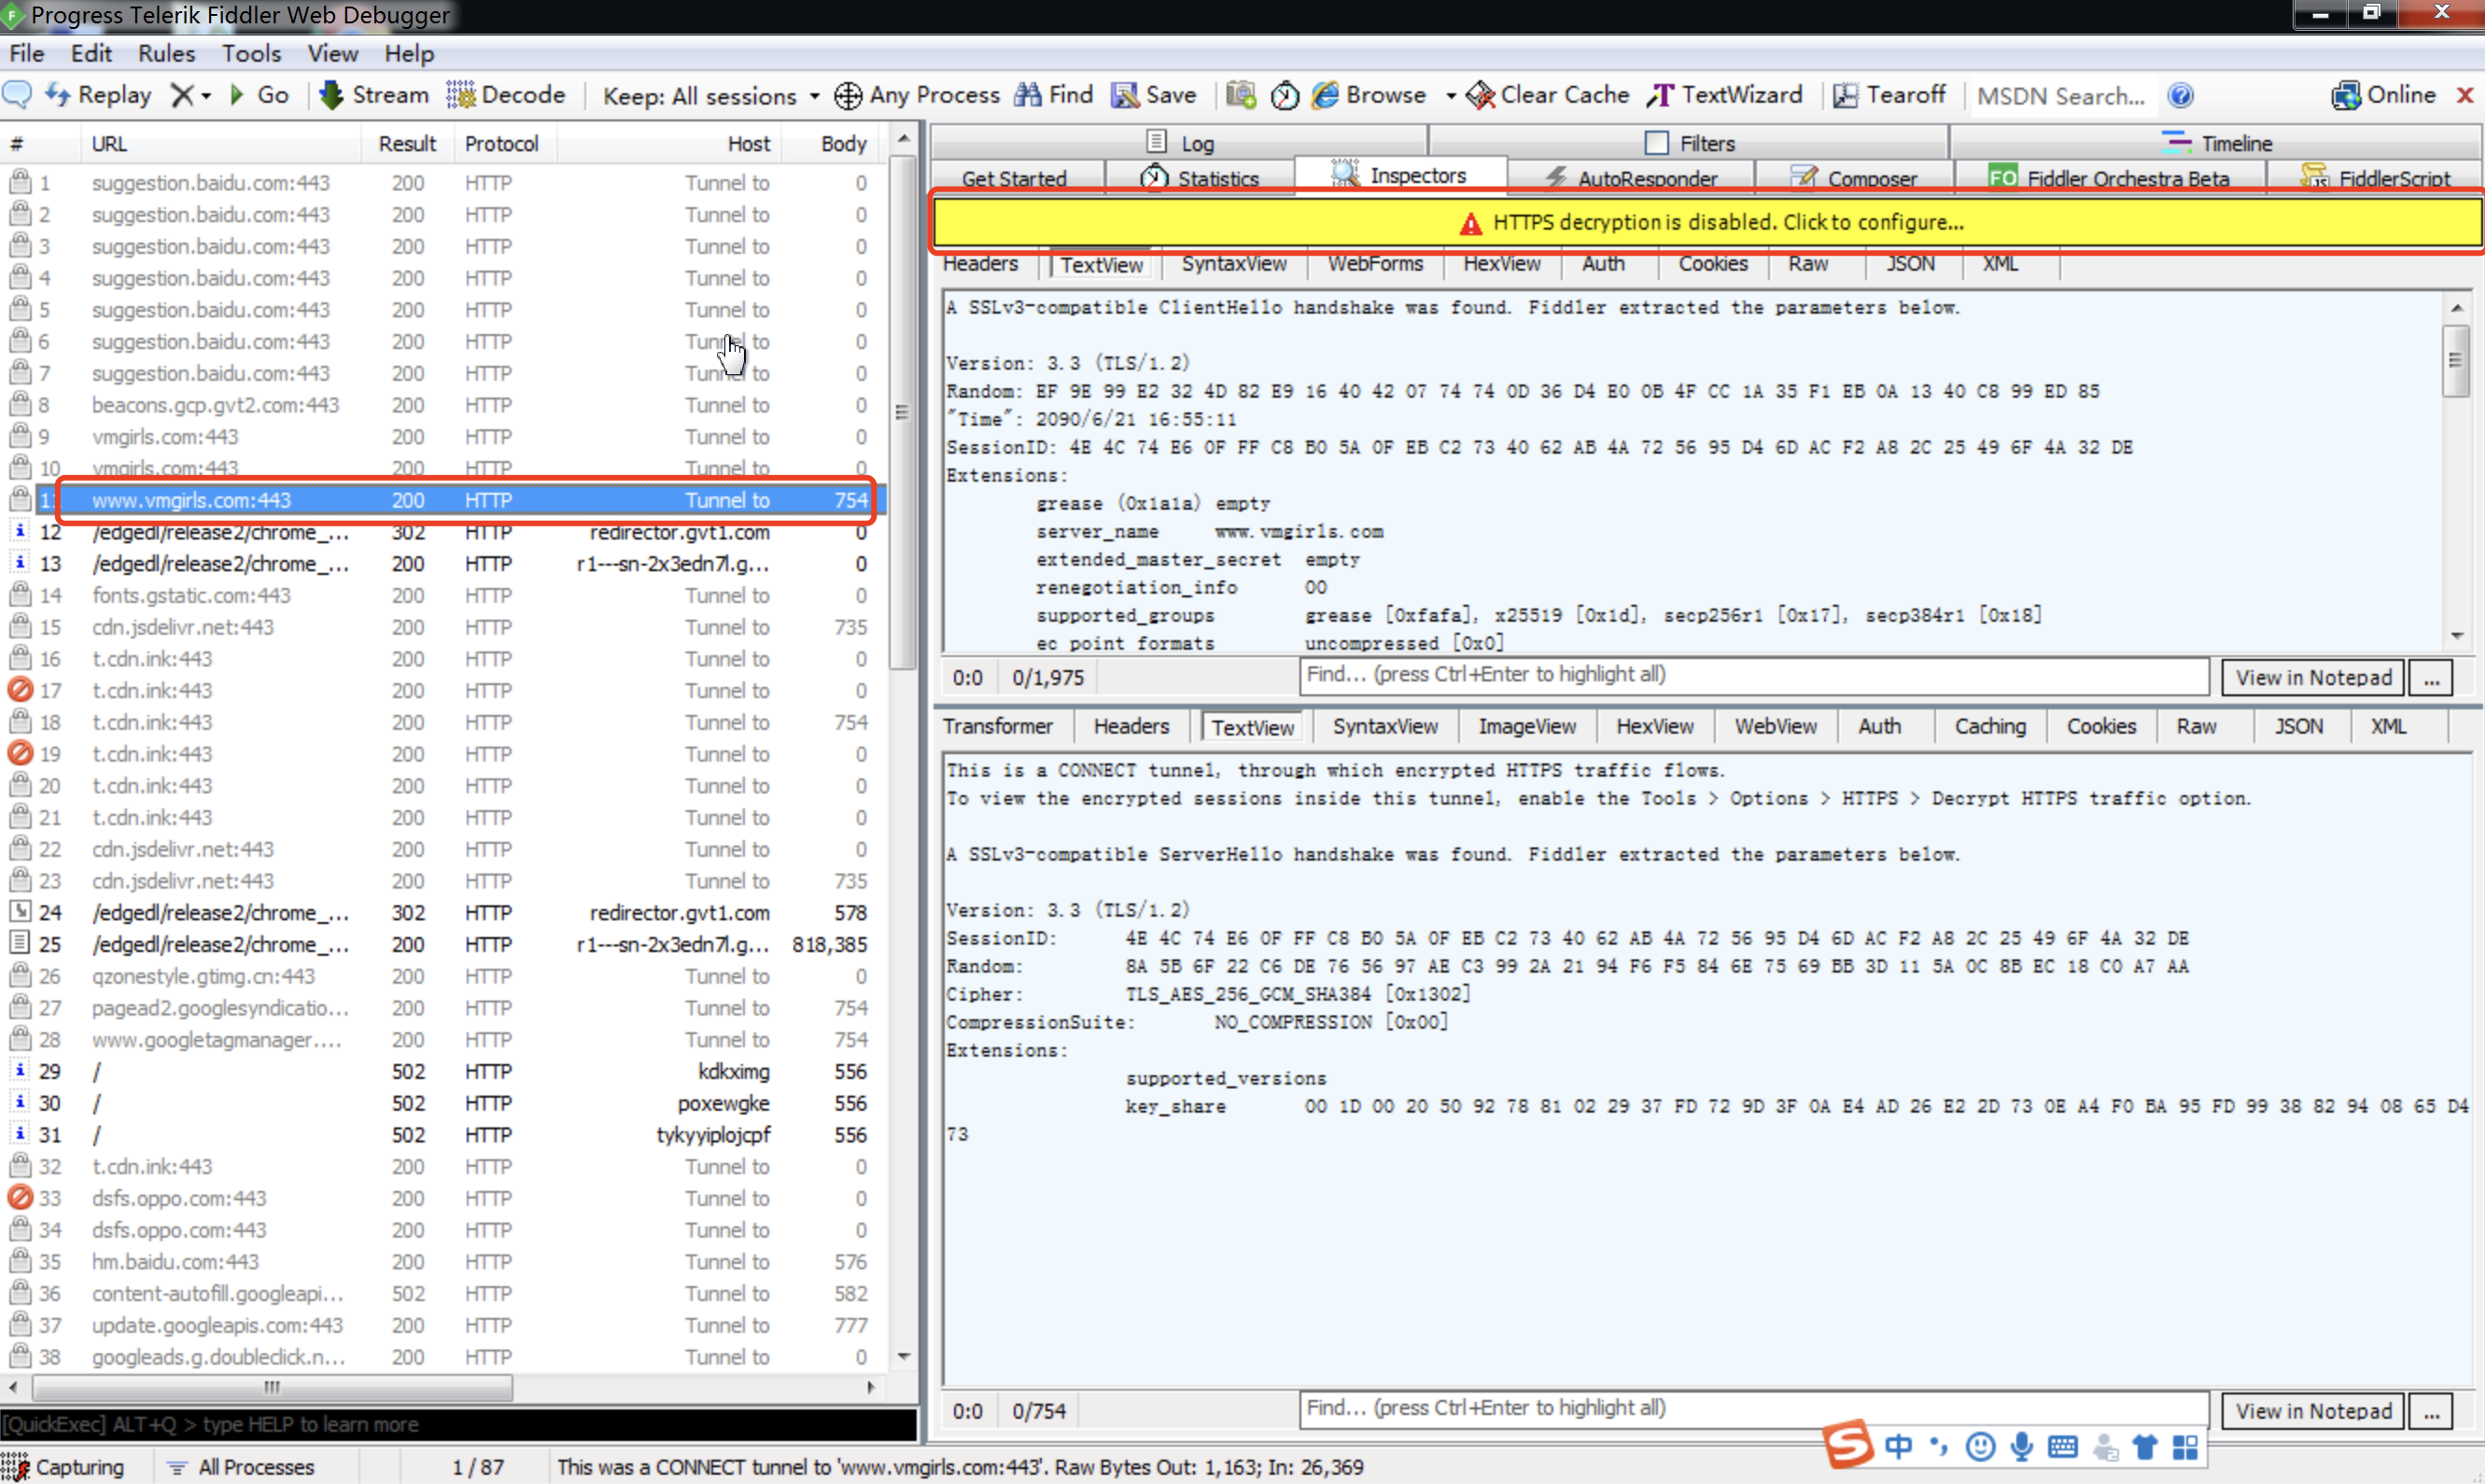 Progress Telerik Fiddler Web Debugger
File Edit Rules Tools View Help
Replay Go Stream Decode Keep: All sessions Any Process Find Save Browse Clear Cache TextWizard Tearoff MSDN Search... Online
# URL Result Protocol Host Body
1 suggestion.baidu.com:443 200 HTTP Tunnel to 0
2 suggestion.baidu.com:443 200 HTTP Tunnel to 0
3 suggestion.baidu.com:443 200 HTTP Tunnel to 0
4 suggestion.baidu.com:443 200 HTTP Tunnel to 0
5 suggestion.baidu.com:443 200 HTTP Tunnel to 0
6 suggestion.baidu.com:443 200 HTTP Tunnel to 0
7 suggestion.baidu.com:443 200 HTTP Tunnel to 0
8 beacons.gcp.gvt2.com:443 200 HTTP Tunnel to 0
9 vmgirls.com:443 200 HTTP Tunnel to 0
10 vmgirls.com:443 200 HTTP Tunnel to 0
11 www.vmgirls.com:443 200 HTTP Tunnel to 754
12 /edgedl/release2/chrome_... 302 HTTP redirector.gvt1.com 0
13 /edgedl/release2/chrome_... 200 HTTP r1---sn-2x3edn7l.g... 0
14 fonts.gstatic.com:443 200 HTTP Tunnel to 0
15 cdn.jsdelivr.net:443 200 HTTP Tunnel to 735
16 t.cdn.ink:443 200 HTTP Tunnel to 0
17 t.cdn.ink:443 200 HTTP Tunnel to 0
18 t.cdn.ink:443 200 HTTP Tunnel to 754
19 t.cdn.ink:443 200 HTTP Tunnel to 0
20 t.cdn.ink:443 200 HTTP Tunnel to 0
21 t.cdn.ink:443 200 HTTP Tunnel to 0
22 cdn.jsdelivr.net:443 200 HTTP Tunnel to 0
23 cdn.jsdelivr.net:443 200 HTTP Tunnel to 735
24 /edgedl/release2/chrome_... 302 HTTP redirector.gvt1.com 578
25 /edgedl/release2/chrome_... 200 HTTP r1---sn-2x3edn7l.g... 818,385
26 qzonestyle.gtimg.cn:443 200 HTTP Tunnel to 0
27 pagead2.googlesyndicatio... 200 HTTP Tunnel to 754
28 www.googletagmanager.... 200 HTTP Tunnel to 754
29 / 502 HTTP kdkximg 556
30 / 502 HTTP poxewgke 556
31 / 502 HTTP tykyyiplojcpf 556
32 t.cdn.ink:443 200 HTTP Tunnel to 0
33 dsfs.oppo.com:443 200 HTTP Tunnel to 0
34 dsfs.oppo.com:443 200 HTTP Tunnel to 0
35 hm.baidu.com:443 200 HTTP Tunnel to 576
36 content-autofill.googleapi... 502 HTTP Tunnel to 582
37 update.googleapis.com:443 200 HTTP Tunnel to 777
38 googleads.g.doubleclick.n... 200 HTTP Tunnel to 0
[QuickExec] ALT+Q > type HELP to learn more
Log Filters Timeline
Get Started Statistics Inspectors AutoResponder Composer FO Fiddler Orchestra Beta JS FiddlerScript
HTTPS decryption is disabled. Click to configure...
Headers TextView SyntaxView WebForms HexView Auth Cookies Raw JSON XML
A SSLv3-compatible ClientHello handshake was found. Fiddler extracted the parameters below.
Version: 3.3 (TLS/1.2)
Random: EF 9E 99 E2 32 4D 82 E9 16 40 42 07 74 74 0D 36 D4 E0 0B 4F CC 1A 35 F1 EB 0A 13 40 C8 99 ED 85
"Time": 2090/6/21 16:55:11
SessionID: 4E 4C 74 E6 0F FF C8 B0 5A 0F EB C2 73 40 62 AB 4A 72 56 95 D4 6D AC F2 A8 2C 25 49 6F 4A 32 DE
Extensions:
grease (0x1a1a) empty
server_name www.vmgirls.com
extended_master_secret empty
renegotiation_info 00
supported_groups grease [0xfafa], x25519 [0x1d], secp256r1 [0x17], secp384r1 [0x18]
ec_point_formats uncompressed [0x0]
0:0 0/1,975 Find... (press Ctrl+Enter to highlight all) View in Notepad ...
Transformer Headers TextView SyntaxView ImageView HexView WebView Auth Caching Cookies Raw JSON XML
This is a CONNECT tunnel, through which encrypted HTTPS traffic flows.
To view the encrypted sessions inside this tunnel, enable the Tools > Options > HTTPS > Decrypt HTTPS traffic option.
A SSLv3-compatible ServerHello handshake was found. Fiddler extracted the parameters below.
Version: 3.3 (TLS/1.2)
SessionID: 4E 4C 74 E6 0F FF C8 B0 5A 0F EB C2 73 40 62 AB 4A 72 56 95 D4 6D AC F2 A8 2C 25 49 6F 4A 32 DE
Random: 8A 5B 6F 22 C6 DE 76 56 97 AE C3 99 2A 21 94 F6 F5 84 6E 75 69 BB 3D 11 5A 0C 8B EC 18 C0 A7 AA
Cipher: TLS_AES_256_GCM_SHA384 [0x1302]
CompressionSuite: NO_COMPRESSION [0x00]
Extensions:
supported_versions
key_share 00 1D 00 20 50 92 78 81 02 29 37 FD 72 9D 3F 0A E4 AD 26 E2 2D 73 0E A4 F0 BA 95 FD 99 38 82 94 08 65 D4
73
0:0 0/754 Find... (press Ctrl+Enter to highlight all) View in Notepad ...
中
Capturing All Processes 1 / 87 This was a CONNECT tunnel to 'www.vmgirls.com:443'. Raw Bytes Out: 1,163; In: 26,369